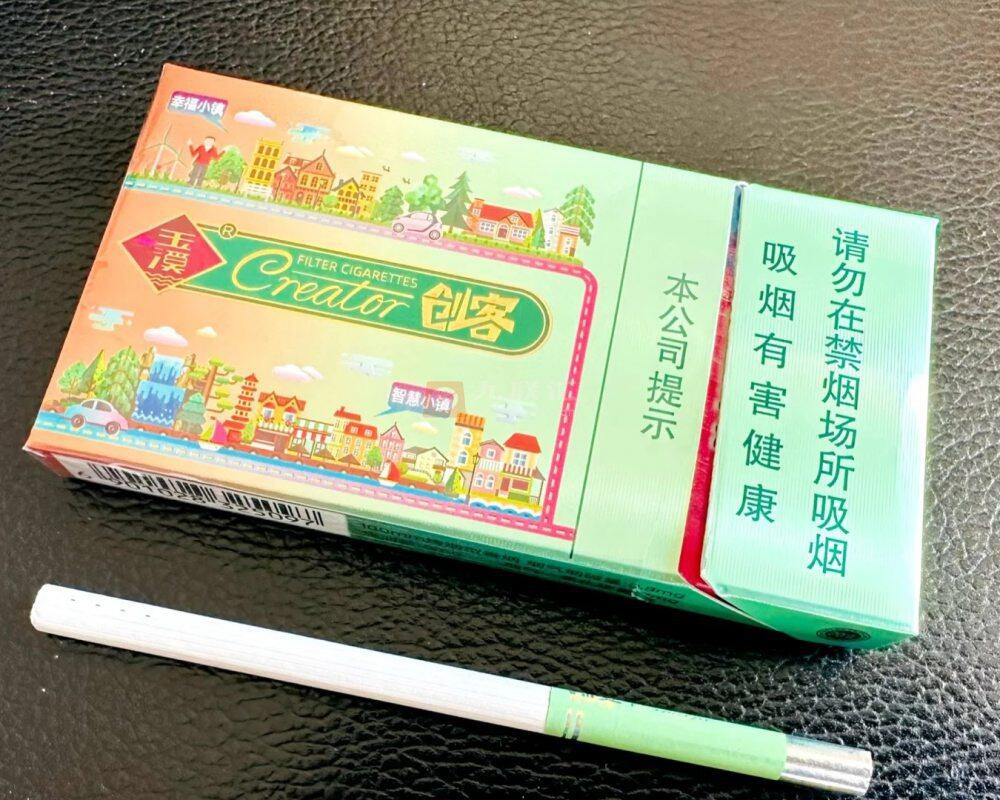 幸福小镇
玉溪
®
FILTER CIGARETTES
Creator 创客
智慧小镇
本公司提示
吸烟有害健康
请勿在禁烟场所吸烟